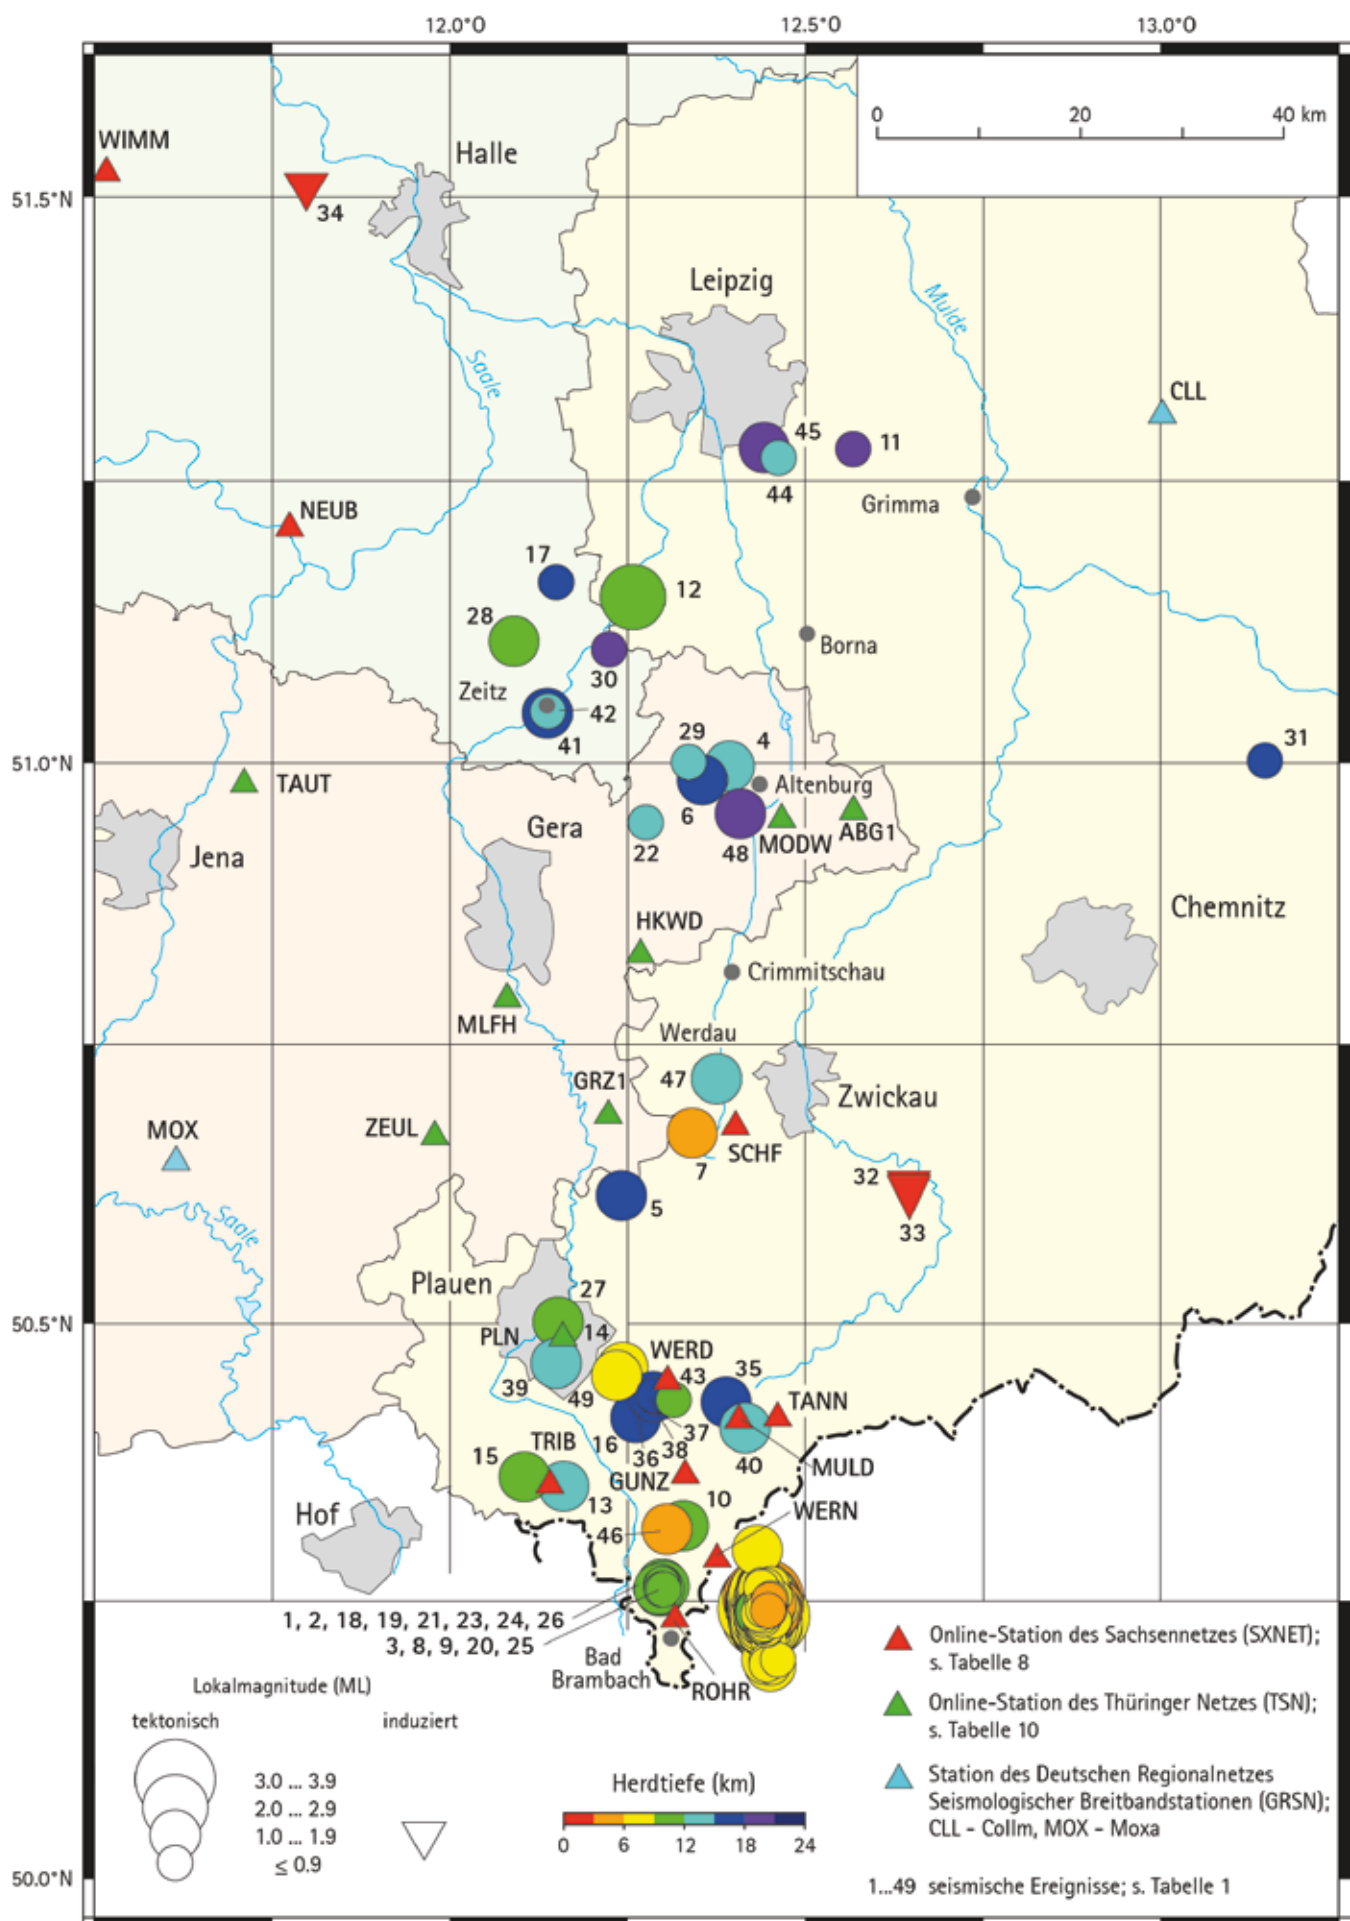 12.0°O
12.5°O
13.0°O
0
20
40 km
WIMM
Halle
51.5°N
34
Leipzig
Mulde
Saale
CLL
45
11
44
Grimma
NEUB
17
12
28
Borna
30
Zeitz
42
41
29
4
31
51.0°N
TAUT
Altenburg
6
ABG1
Gera
22
48
MODW
Jena
Chemnitz
HKWD
Crimmitschau
MLFH
Werdau
GRZ1
47
Zwickau
MOX
ZEUL
SCHF
7
32
5
33
Saale
Plauen
27
50.5°N
PLN
14
WERD
35
43
39
49
TANN
37
16
38
36
TRIB
15
40
MULD
GUNZ
13
10
Hof
46
WERN
1, 2, 18, 19, 21, 23, 24, 26
3, 8, 9, 20, 25
Bad
Brambach
ROHR
Online-Station des Sachsennetzes (SXNET);
s. Tabelle 8
Online-Station des Thüringer Netzes (TSN);
s. Tabelle 10
Station des Deutschen Regionalnetzes
Seismologischer Breitbandstationen (GRSN);
CLL - Collm, MOX - Moxa
1...49 seismische Ereignisse; s. Tabelle 1
Lokalmagnitude (ML)
tektonisch
induziert
3.0 ... 3.9
2.0 ... 2.9
1.0 ... 1.9
≤ 0.9
Herdtiefe (km)
0
6
12
18
24
50.0°N